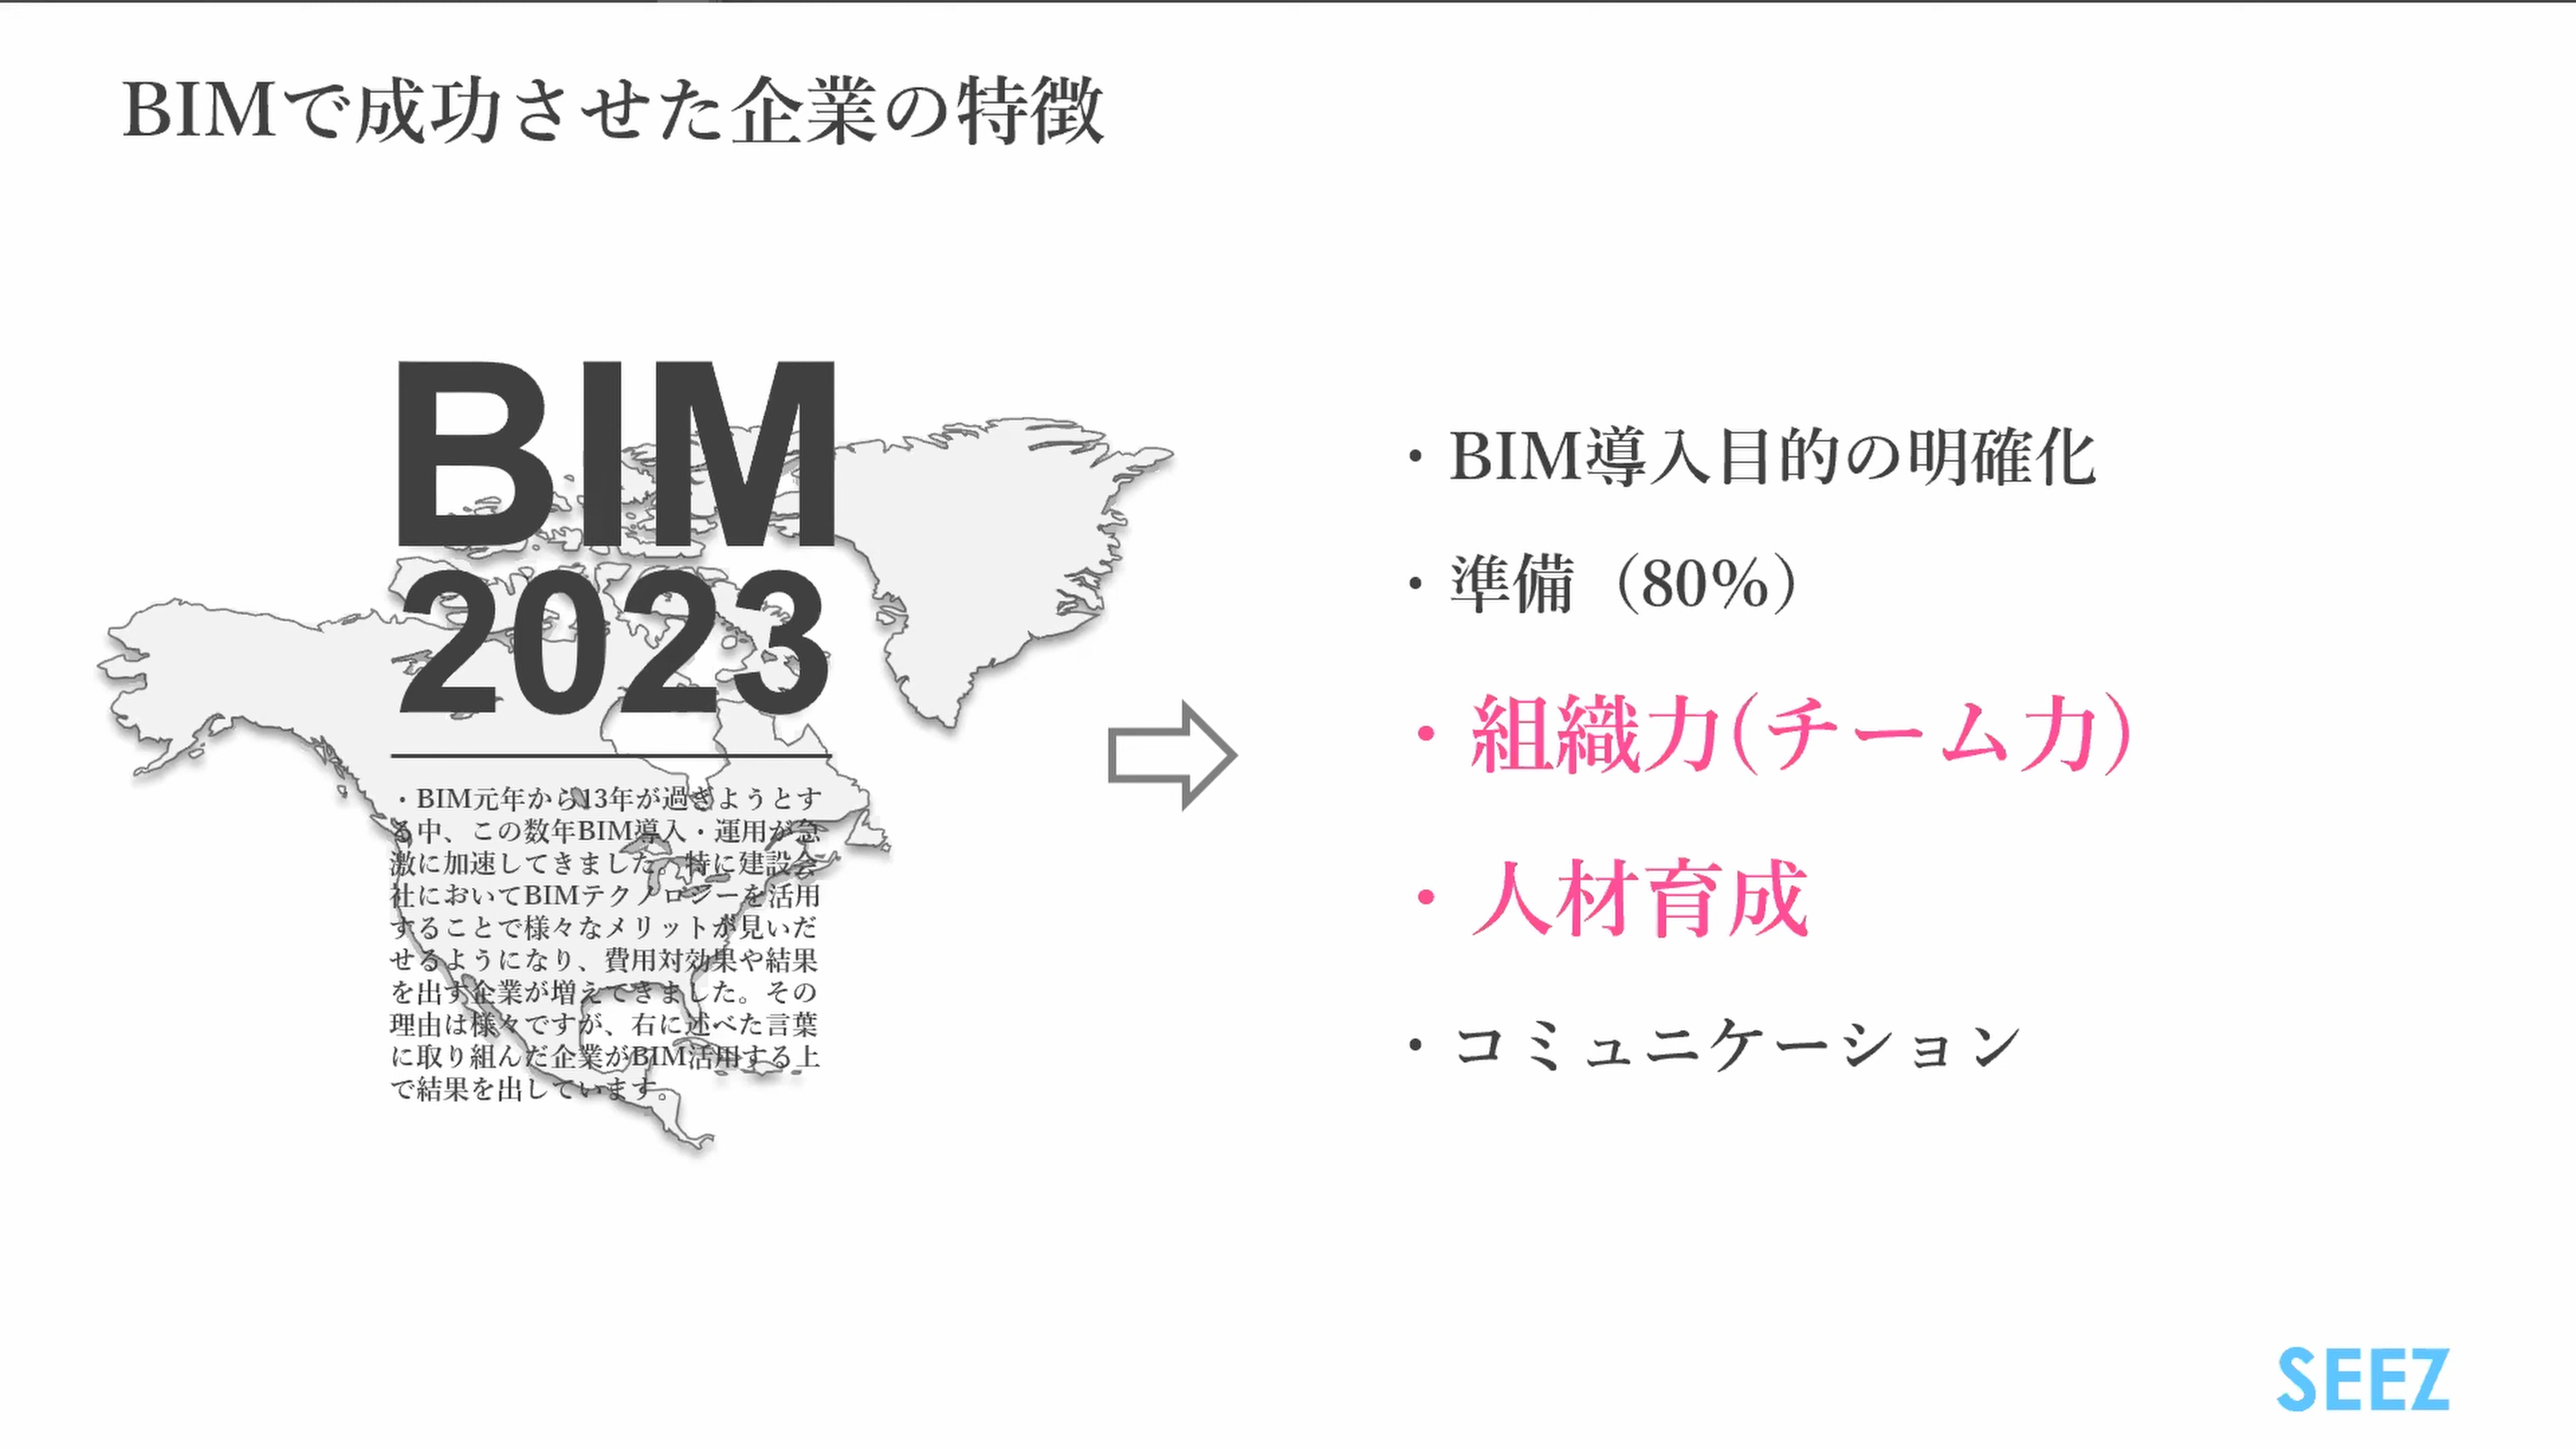 BIMで成功させた企業の特徴
BIM
2023
・BIM元年から13年が過ぎようとす
る中、この数年BIM導入・運用が急
激に加速してきました。特に建設会
社においてBIMテクノロジーを活用
することで様々なメリットが見いだ
せるようになり、費用対効果や結果
を出す企業が増えてきました。その
理由は様々ですが、右に述べた言葉
に取り組んだ企業がBIM活用する上
で結果を出しています。
・BIM導入目的の明確化
・準備（80%）
・組織力(チーム力)
・人材育成
・コミュニケーション
SEEZ